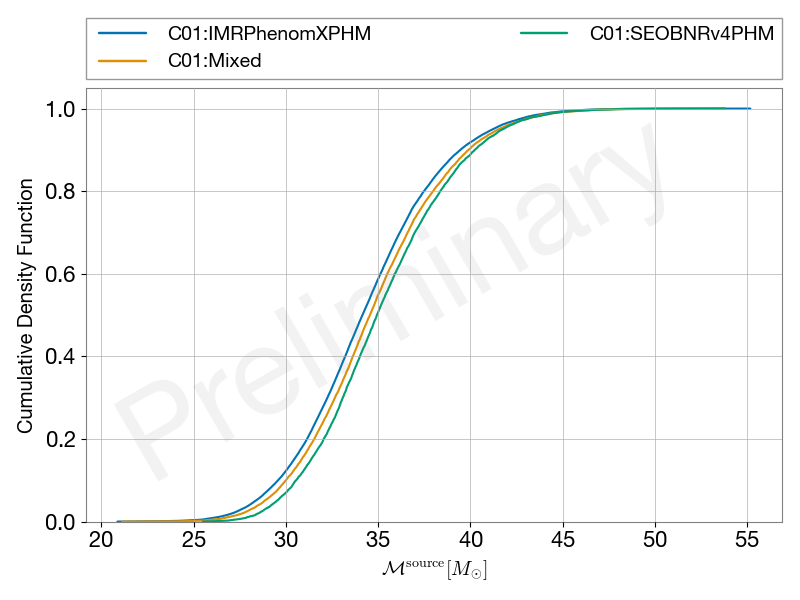 C01:IMRPhenomXPHM
C01:Mixed
C01:SEOBNRv4PHM
1.0
0.8
0.6
0.4
0.2
0.0
Cumulative Density Function
Preliminary
20 25 30 35 40 45 50 55
ℳ^source [M_⊙]